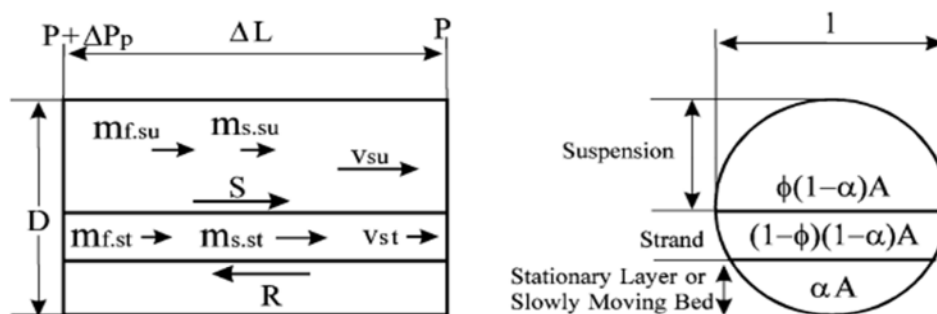 P+ΔPp
ΔL
P
D
mf.su
ms.su
vsu
S
mf.st
ms.st
vst
R
l
Suspension
ϕ(1−α)A
Strand
(1−ϕ)(1−α)A
Stationary Layer or
Slowly Moving Bed
αA